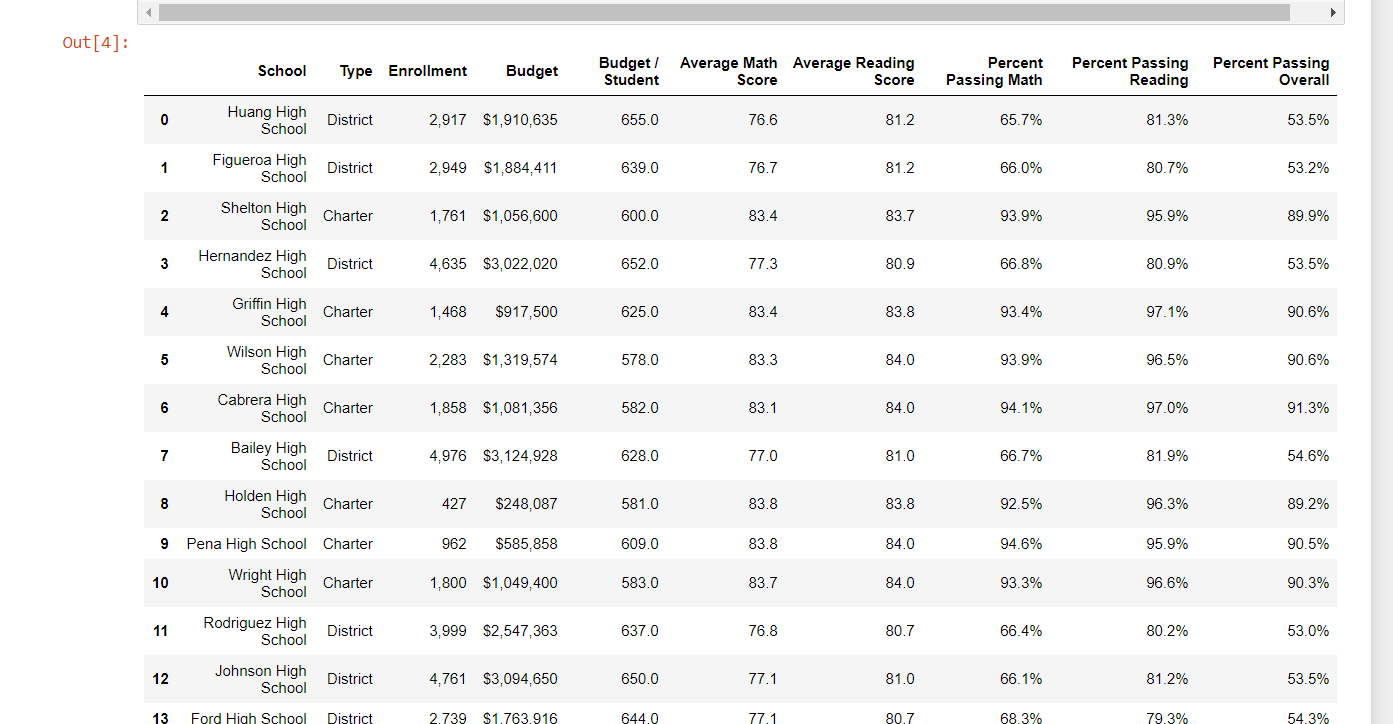 Out[4]:
School Type Enrollment Budget Budget / Student Average Math Score Average Reading Score Percent Passing Math Percent Passing Reading Percent Passing Overall
0 Huang High School District 2,917 $1,910,635 655.0 76.6 81.2 65.7% 81.3% 53.5%
1 Figueroa High School District 2,949 $1,884,411 639.0 76.7 81.2 66.0% 80.7% 53.2%
2 Shelton High School Charter 1,761 $1,056,600 600.0 83.4 83.7 93.9% 95.9% 89.9%
3 Hernandez High School District 4,635 $3,022,020 652.0 77.3 80.9 66.8% 80.9% 53.5%
4 Griffin High School Charter 1,468 $917,500 625.0 83.4 83.8 93.4% 97.1% 90.6%
5 Wilson High School Charter 2,283 $1,319,574 578.0 83.3 84.0 93.9% 96.5% 90.6%
6 Cabrera High School Charter 1,858 $1,081,356 582.0 83.1 84.0 94.1% 97.0% 91.3%
7 Bailey High School District 4,976 $3,124,928 628.0 77.0 81.0 66.7% 81.9% 54.6%
8 Holden High School Charter 427 $248,087 581.0 83.8 83.8 92.5% 96.3% 89.2%
9 Pena High School Charter 962 $585,858 609.0 83.8 84.0 94.6% 95.9% 90.5%
10 Wright High School Charter 1,800 $1,049,400 583.0 83.7 84.0 93.3% 96.6% 90.3%
11 Rodriguez High School District 3,999 $2,547,363 637.0 76.8 80.7 66.4% 80.2% 53.0%
12 Johnson High School District 4,761 $3,094,650 650.0 77.1 81.0 66.1% 81.2% 53.5%
13 Ford High School District 2,739 $1,763,916 644.0 77.1 80.7 68.3% 79.3% 54.3%